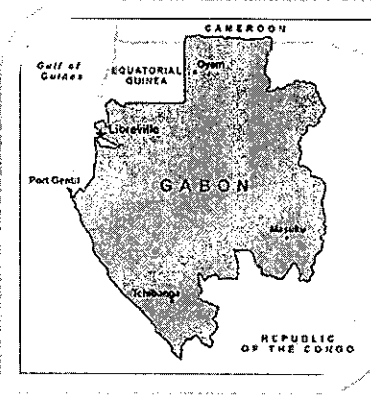 CAMEROON
Gulf of
Guinea
EQUATORIAL
GUINEA
Oyem
Libreville
Port Gentil
GABON
Masuku
Tchibanga
REPUBLIC
OF THE CONGO